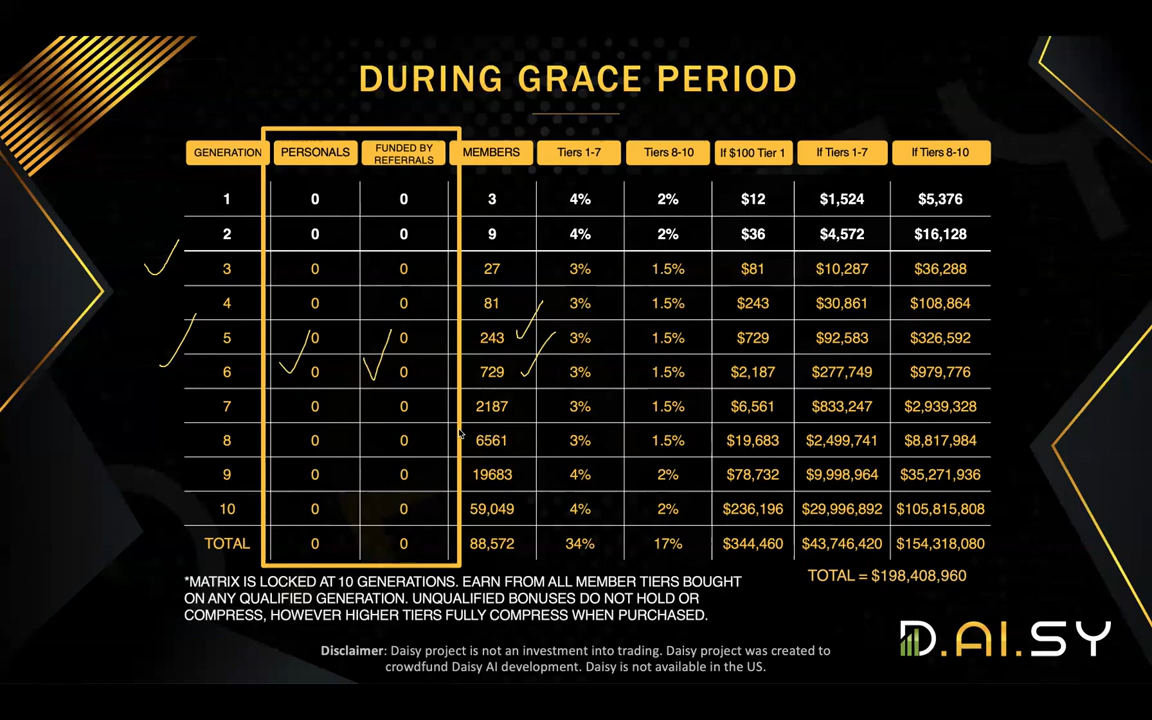 DURING GRACE PERIOD
GENERATION PERSONALS FUNDED BY REFERRALS MEMBERS Tiers 1-7 Tiers 8-10 If $100 Tier 1 If Tiers 1-7 If Tiers 8-10
1 0 0 3 4% 2% $12 $1,524 $5,376
2 0 0 9 4% 2% $36 $4,572 $16,128
3 0 0 27 3% 1.5% $81 $10,287 $36,288
4 0 0 81 3% 1.5% $243 $30,861 $108,864
5 0 0 243 3% 1.5% $729 $92,583 $326,592
6 0 0 729 3% 1.5% $2,187 $277,749 $979,776
7 0 0 2187 3% 1.5% $6,561 $833,247 $2,939,328
8 0 0 6561 3% 1.5% $19,683 $2,499,741 $8,817,984
9 0 0 19683 4% 2% $78,732 $9,998,964 $35,271,936
10 0 0 59,049 4% 2% $236,196 $29,996,892 $105,815,808
TOTAL 0 0 88,572 34% 17% $344,460 $43,746,420 $154,318,080
TOTAL = $198,408,960
*MATRIX IS LOCKED AT 10 GENERATIONS. EARN FROM ALL MEMBER TIERS BOUGHT
ON ANY QUALIFIED GENERATION. UNQUALIFIED BONUSES DO NOT HOLD OR
COMPRESS, HOWEVER HIGHER TIERS FULLY COMPRESS WHEN PURCHASED.
D.AI.SY
Disclaimer: Daisy project is not an investment into trading. Daisy project was created to
crowdfund Daisy AI development. Daisy is not available in the US.